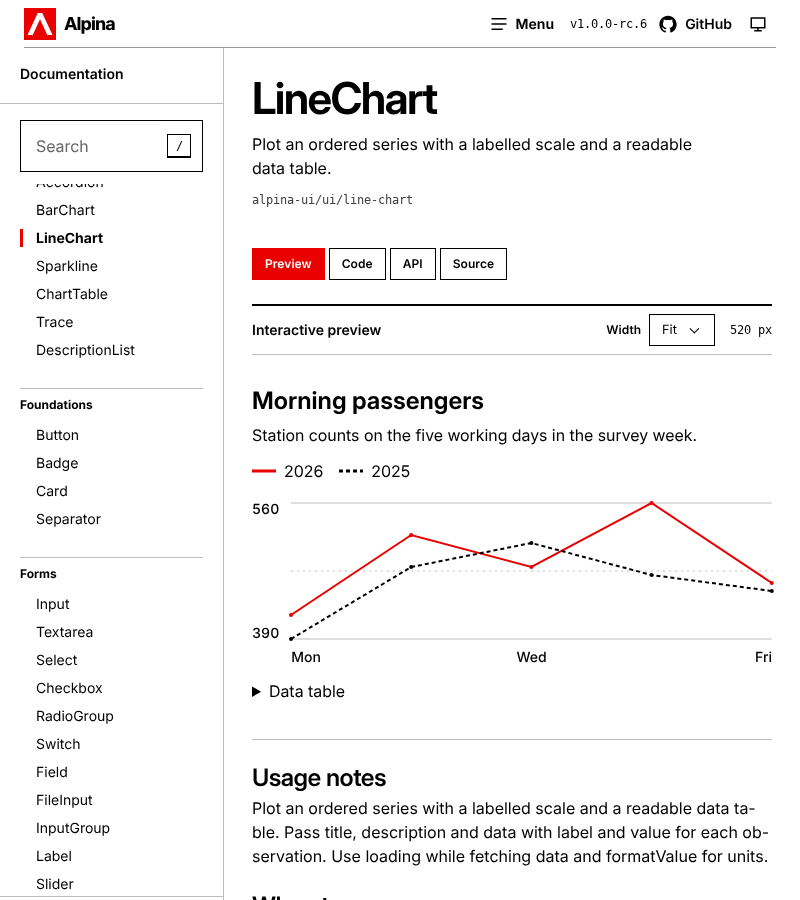 Alpina
Menu
v1.0.0-rc.6
GitHub
Documentation
Search
/
Accordion
BarChart
LineChart
Sparkline
ChartTable
Trace
DescriptionList
Foundations
Button
Badge
Card
Separator
Forms
Input
Textarea
Select
Checkbox
RadioGroup
Switch
Field
FileInput
InputGroup
Label
Slider
LineChart
Plot an ordered series with a labelled scale and a readable
data table.
alpina-ui/ui/line-chart
Preview
Code
API
Source
Interactive preview
Width
Fit
520 px
Morning passengers
Station counts on the five working days in the survey week.
2026
2025
560
390
Mon
Wed
Fri
Data table
Usage notes
Plot an ordered series with a labelled scale and a readable data ta-
ble. Pass title, description and data with label and value for each ob-
servation. Use loading while fetching data and formatValue for units.